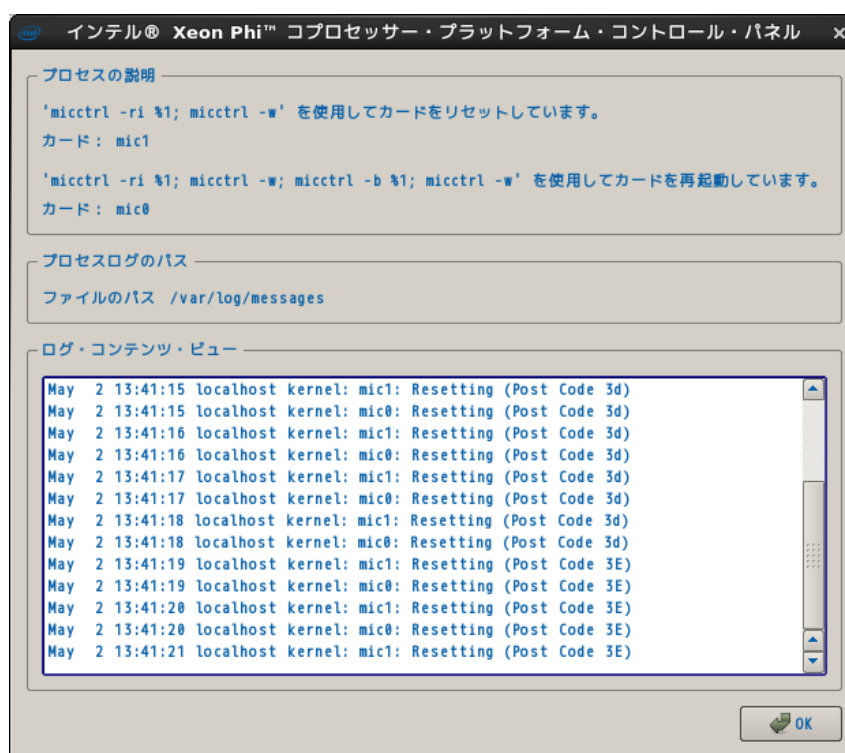 intel
インテル® Xeon Phi™ コプロセッサー・プラットフォーム・コントロール・パネル
プロセスの説明
'micctrl -ri %1; micctrl -w' を使用してカードをリセットしています。
カード： mic1
'micctrl -ri %1; micctrl -w; micctrl -b %1; micctrl -w' を使用してカードを再起動しています。
カード： mic0
プロセスログのパス
ファイルのパス /var/log/messages
ログ・コンテンツ・ビュー
May  2 13:41:15 localhost kernel: mic1: Resetting (Post Code 3d)
May  2 13:41:15 localhost kernel: mic0: Resetting (Post Code 3d)
May  2 13:41:16 localhost kernel: mic1: Resetting (Post Code 3d)
May  2 13:41:16 localhost kernel: mic0: Resetting (Post Code 3d)
May  2 13:41:17 localhost kernel: mic1: Resetting (Post Code 3d)
May  2 13:41:17 localhost kernel: mic0: Resetting (Post Code 3d)
May  2 13:41:18 localhost kernel: mic1: Resetting (Post Code 3d)
May  2 13:41:18 localhost kernel: mic0: Resetting (Post Code 3d)
May  2 13:41:19 localhost kernel: mic1: Resetting (Post Code 3E)
May  2 13:41:19 localhost kernel: mic0: Resetting (Post Code 3E)
May  2 13:41:20 localhost kernel: mic1: Resetting (Post Code 3E)
May  2 13:41:20 localhost kernel: mic0: Resetting (Post Code 3E)
May  2 13:41:21 localhost kernel: mic1: Resetting (Post Code 3E)
OK